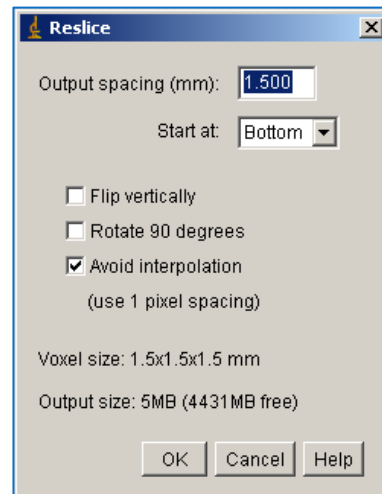 Reslice
Output spacing (mm): 1.500
Start at: Bottom
Flip vertically
Rotate 90 degrees
Avoid interpolation
(use 1 pixel spacing)
Voxel size: 1.5x1.5x1.5 mm
Output size: 5MB (4431MB free)
OK Cancel Help